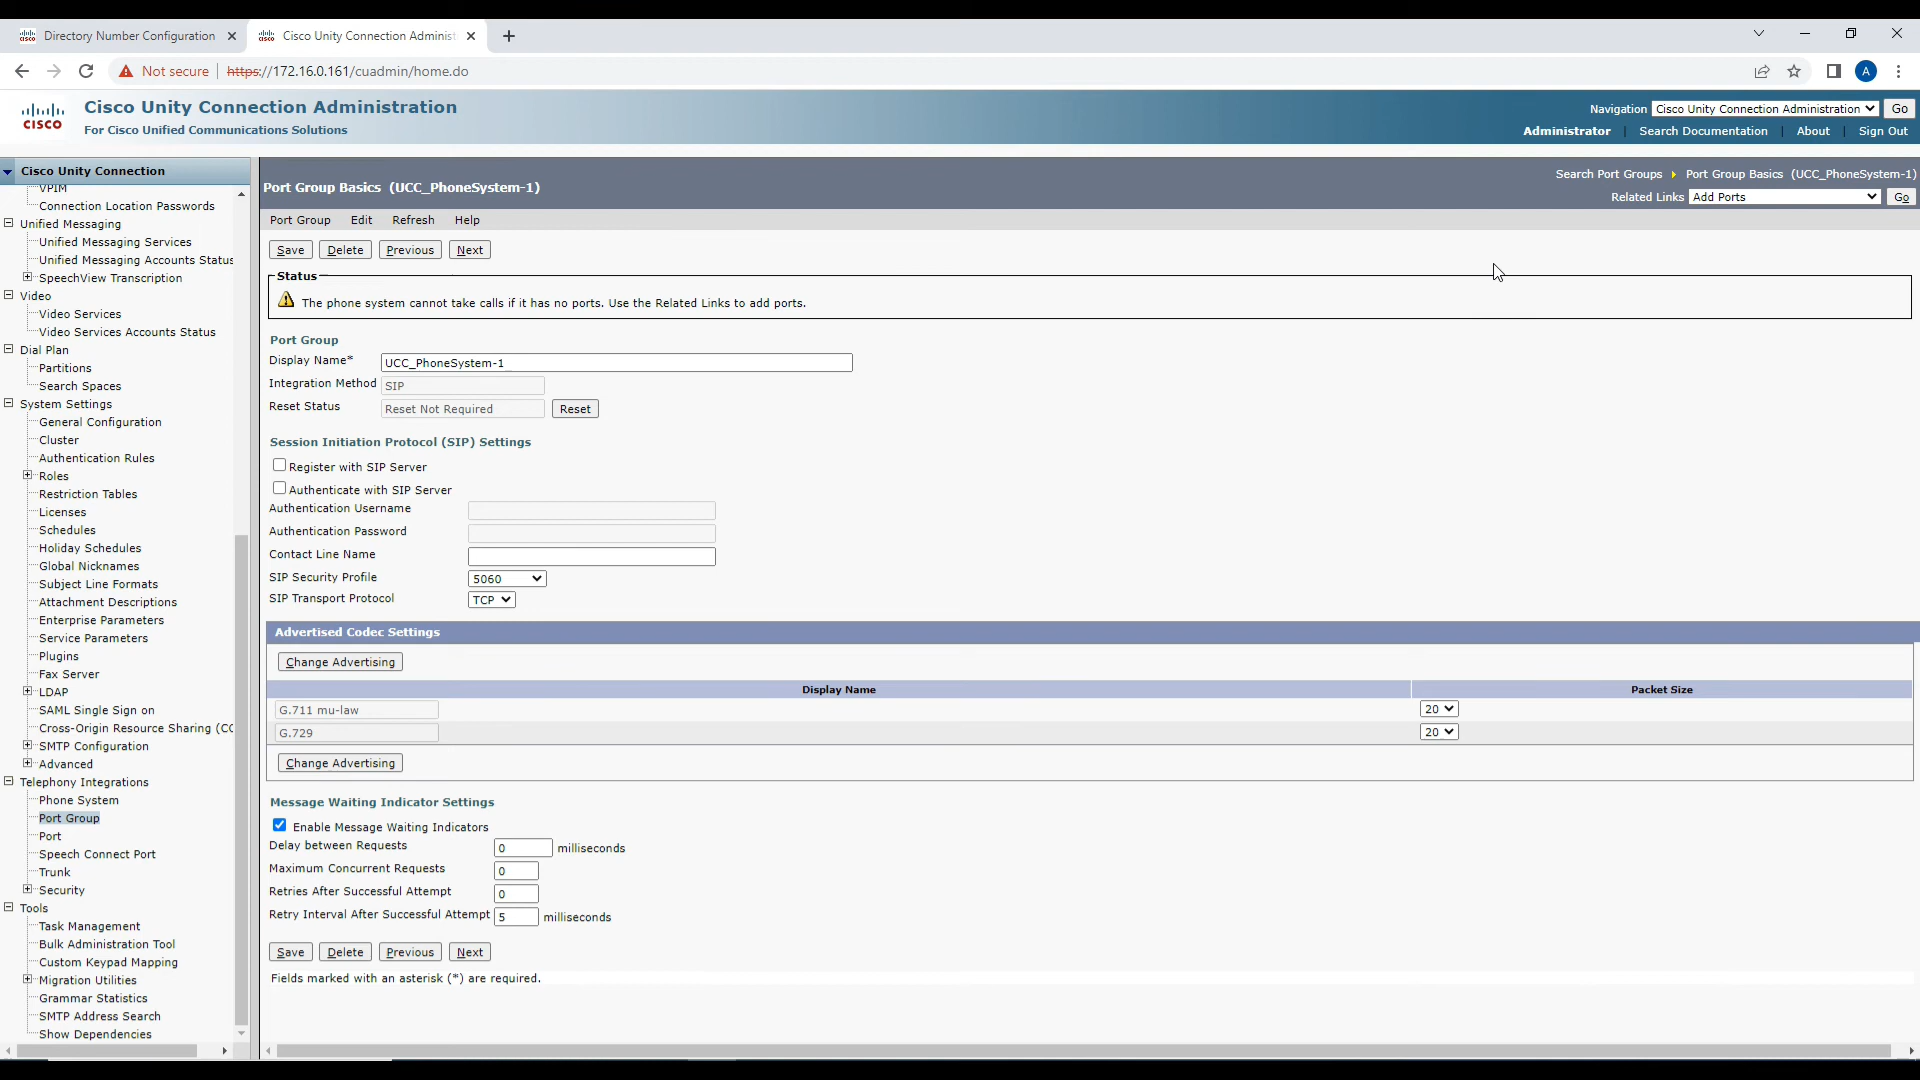 Directory Number Configuration
Cisco Unity Connection Administ
Not secure
https://172.16.0.161/cuadmin/home.do
A
CISCO
Cisco Unity Connection Administration
For Cisco Unified Communications Solutions
Navigation Cisco Unity Connection Administration Go
Administrator | Search Documentation | About | Sign Out
Cisco Unity Connection
VPIM
Connection Location Passwords
Unified Messaging
Unified Messaging Services
Unified Messaging Accounts Status
SpeechView Transcription
Video
Video Services
Video Services Accounts Status
Dial Plan
Partitions
Search Spaces
System Settings
General Configuration
Cluster
Authentication Rules
Roles
Restriction Tables
Licenses
Schedules
Holiday Schedules
Global Nicknames
Subject Line Formats
Attachment Descriptions
Enterprise Parameters
Service Parameters
Plugins
Fax Server
LDAP
SAML Single Sign on
Cross-Origin Resource Sharing (CO
SMTP Configuration
Advanced
Telephony Integrations
Phone System
Port Group
Port
Speech Connect Port
Trunk
Security
Tools
Task Management
Bulk Administration Tool
Custom Keypad Mapping
Migration Utilities
Grammar Statistics
SMTP Address Search
Show Dependencies
Port Group Basics (UCC_PhoneSystem-1)
Search Port Groups Port Group Basics (UCC_PhoneSystem-1)
Related Links Add Ports Go
Port Group Edit Refresh Help
Save Delete Previous Next
Status
The phone system cannot take calls if it has no ports. Use the Related Links to add ports.
Port Group
Display Name* UCC_PhoneSystem-1
Integration Method SIP
Reset Status Reset Not Required Reset
Session Initiation Protocol (SIP) Settings
Register with SIP Server
Authenticate with SIP Server
Authentication Username
Authentication Password
Contact Line Name
SIP Security Profile 5060
SIP Transport Protocol TCP
Advertised Codec Settings
Change Advertising
Display Name Packet Size
G.711 mu-law 20
G.729 20
Change Advertising
Message Waiting Indicator Settings
Enable Message Waiting Indicators
Delay between Requests 0 milliseconds
Maximum Concurrent Requests 0
Retries After Successful Attempt 0
Retry Interval After Successful Attempt 5 milliseconds
Save Delete Previous Next
Fields marked with an asterisk (*) are required.